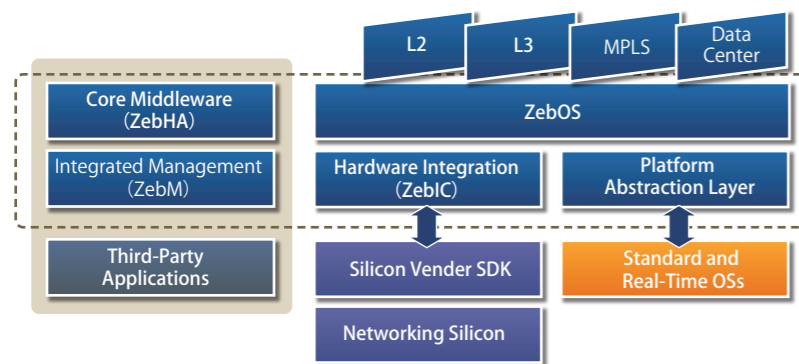 L2
L3
MPLS
Data
Center
Core Middleware
(ZebHA)
ZebOS
Integrated Management
(ZebM)
Hardware Integration
(ZebIC)
Platform
Abstraction Layer
Third-Party
Applications
Silicon Vender SDK
Standard and
Real-Time OSs
Networking Silicon